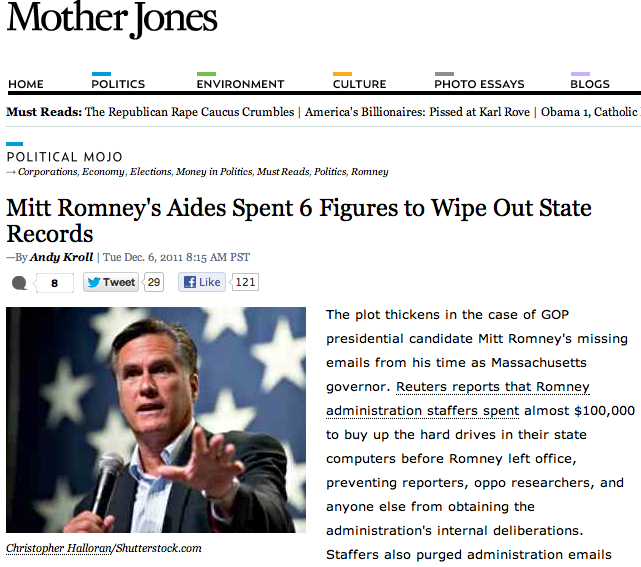 Mother Jones
HOME POLITICS ENVIRONMENT CULTURE PHOTO ESSAYS BLOGS
Must Reads: The Republican Rape Caucus Crumbles | America's Billionaires: Pissed at Karl Rove | Obama 1, Catholic
POLITICAL MOJO
→ Corporations, Economy, Elections, Money in Politics, Must Reads, Politics, Romney
Mitt Romney's Aides Spent 6 Figures to Wipe Out State
Records
—By Andy Kroll | Tue Dec. 6, 2011 8:15 AM PST
8 Tweet 29 Like 121
The plot thickens in the case of GOP
presidential candidate Mitt Romney's missing
emails from his time as Massachusetts
governor. Reuters reports that Romney
administration staffers spent almost $100,000
to buy up the hard drives in their state
computers before Romney left office,
preventing reporters, oppo researchers, and
anyone else from obtaining the
administration's internal deliberations.
Staffers also purged administration emails
Christopher Halloran/Shutterstock.com